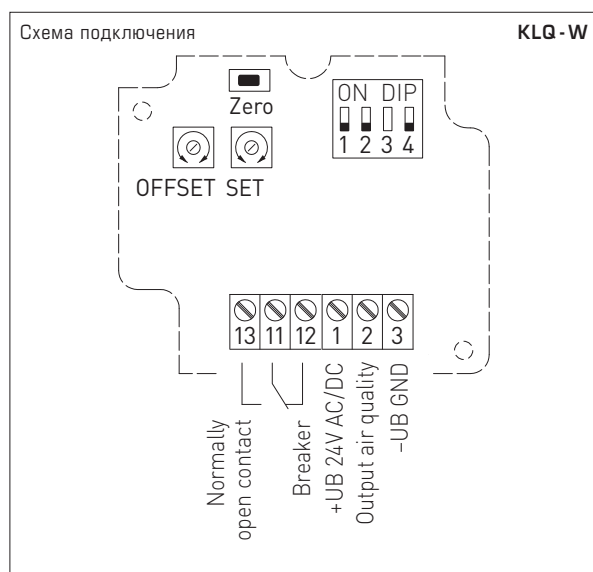 Схема подключения
KLQ-W
Zero
ON DIP
1 2 3 4
OFFSET SET
13 11 12 1 2 3
Normally
open contact
Breaker
+UB 24V AC/DC
Output air quality
–UB GND